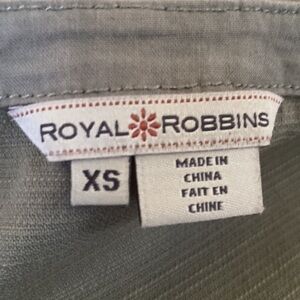 ROYAL ROBBINS
XS
MADE IN
CHINA
FAIT EN
CHINE